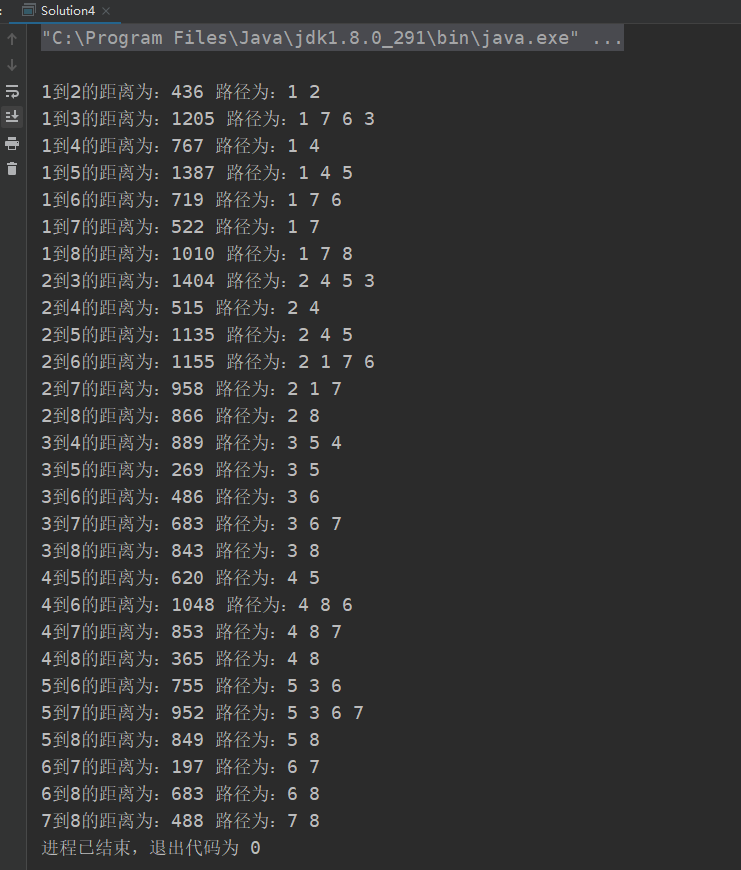 Solution4
"C:\Program Files\Java\jdk1.8.0_291\bin\java.exe" ...
1到2的距离为：436 路径为：1 2
1到3的距离为：1205 路径为：1 7 6 3
1到4的距离为：767 路径为：1 4
1到5的距离为：1387 路径为：1 4 5
1到6的距离为：719 路径为：1 7 6
1到7的距离为：522 路径为：1 7
1到8的距离为：1010 路径为：1 7 8
2到3的距离为：1404 路径为：2 4 5 3
2到4的距离为：515 路径为：2 4
2到5的距离为：1135 路径为：2 4 5
2到6的距离为：1155 路径为：2 1 7 6
2到7的距离为：958 路径为：2 1 7
2到8的距离为：866 路径为：2 8
3到4的距离为：889 路径为：3 5 4
3到5的距离为：269 路径为：3 5
3到6的距离为：486 路径为：3 6
3到7的距离为：683 路径为：3 6 7
3到8的距离为：843 路径为：3 8
4到5的距离为：620 路径为：4 5
4到6的距离为：1048 路径为：4 8 6
4到7的距离为：853 路径为：4 8 7
4到8的距离为：365 路径为：4 8
5到6的距离为：755 路径为：5 3 6
5到7的距离为：952 路径为：5 3 6 7
5到8的距离为：849 路径为：5 8
6到7的距离为：197 路径为：6 7
6到8的距离为：683 路径为：6 8
7到8的距离为：488 路径为：7 8
进程已结束，退出代码为 0